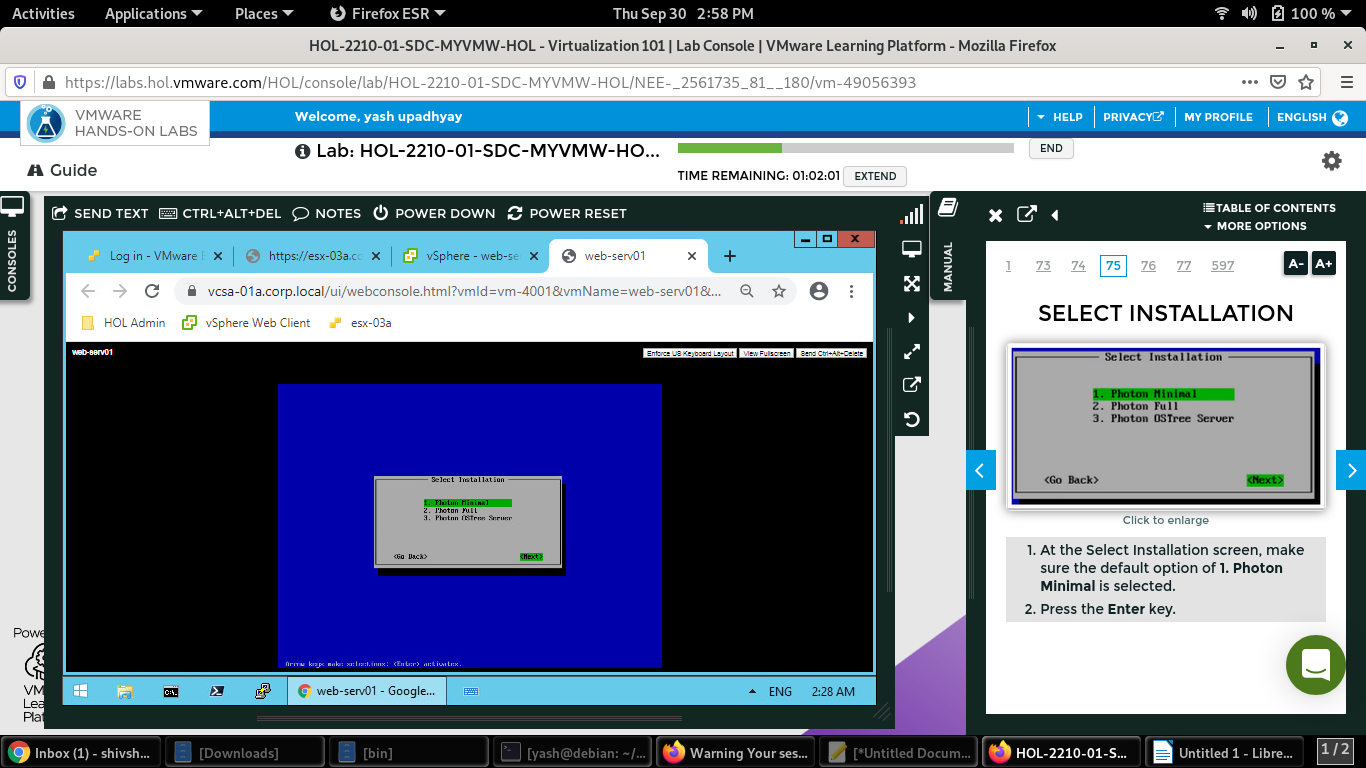 Activities Applications Places Firefox ESR Thu Sep 30 2:58 PM 100 %
HOL-2210-01-SDC-MYVMW-HOL - Virtualization 101 | Lab Console | VMware Learning Platform - Mozilla Firefox
https://labs.hol.vmware.com/HOL/console/lab/HOL-2210-01-SDC-MYVMW-HOL/NEE-_2561735_81__180/vm-49056393
VMWARE
HANDS-ON LABS
Welcome, yash upadhyay
HELP PRIVACY MY PROFILE ENGLISH
Guide
Lab: HOL-2210-01-SDC-MYVMW-HO...
END
TIME REMAINING: 01:02:01 EXTEND
CONSOLES
SEND TEXT CTRL+ALT+DEL NOTES POWER DOWN POWER RESET
Log in - VMware E https://esx-03a.co vSphere - web-se web-serv01
vcsa-01a.corp.local/ui/webconsole.html?vmId=vm-4001&vmName=web-serv01&...
HOL Admin vSphere Web Client esx-03a
web-serv01
Enforce US Keyboard Layout View Fullscreen Send Ctrl+Alt+Delete
Select Installation
1. Photon Minimal
2. Photon Full
3. Photon OSTree Server
<Go Back> <Next>
Arrow keys make selections; <Enter> activates.
web-serv01 - Google... ENG 2:28 AM
Powe
VM
Lea
Plat
MANUAL
TABLE OF CONTENTS
MORE OPTIONS
1 73 74 75 76 77 597 A- A+
SELECT INSTALLATION
Select Installation
1. Photon Minimal
2. Photon Full
3. Photon OSTree Server
<Go Back> <Next>
Click to enlarge
1. At the Select Installation screen, make
sure the default option of 1. Photon
Minimal is selected.
2. Press the Enter key.
Inbox (1) - shivsh... [Downloads] [bin] [yash@debian: ~/... Warning Your ses... [*Untitled Docum... HOL-2210-01-S... Untitled 1 - Libre... 1 / 2